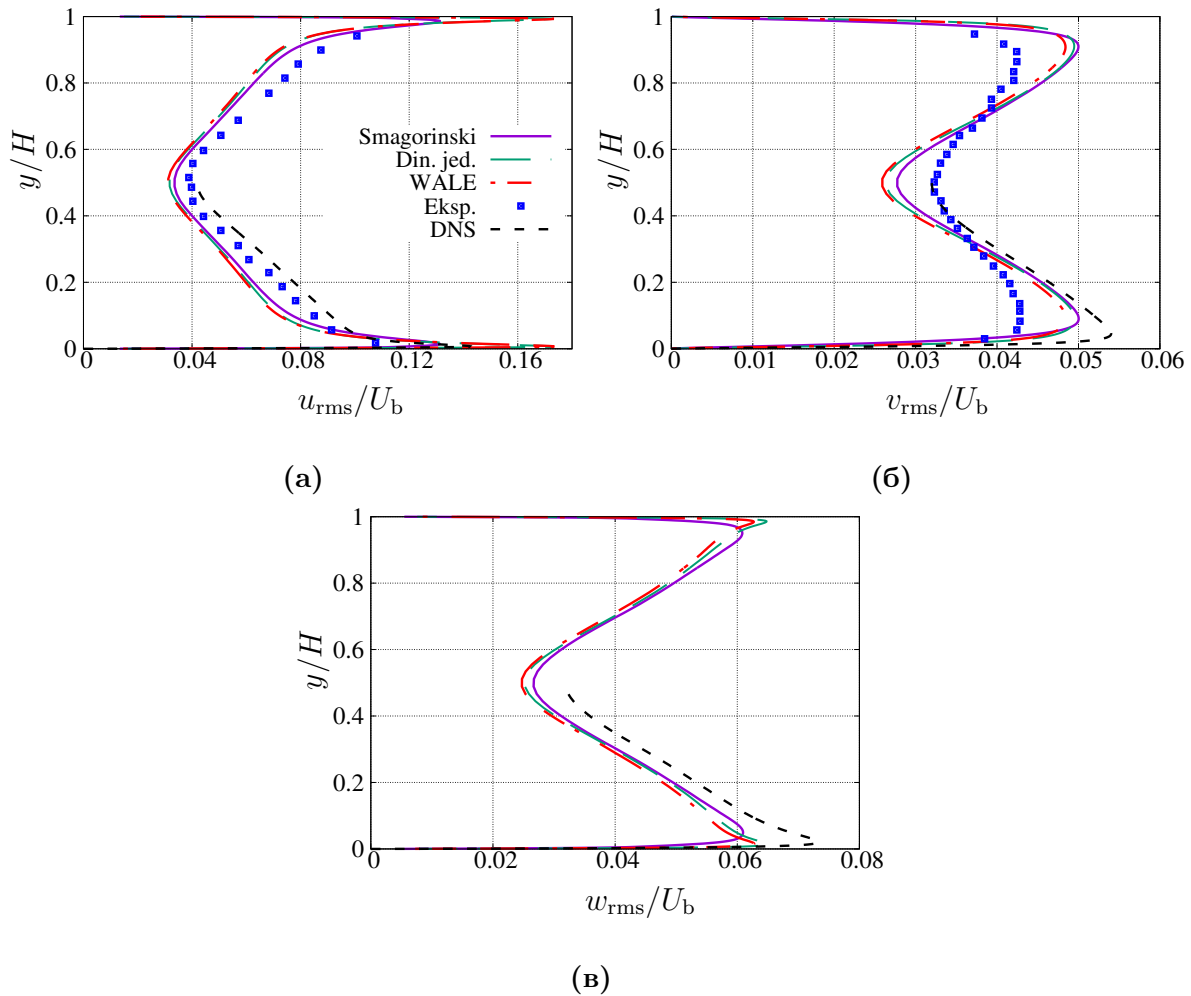 1
0.8
0.6
0.4
0.2
0
y/H
0 0.04 0.08 0.12 0.16
u_rms/U_b
Smagorinski
Din. jed.
WALE
Eksp.
DNS
(а)
1
0.8
0.6
0.4
0.2
0
y/H
0 0.01 0.02 0.03 0.04 0.05 0.06
v_rms/U_b
(б)
1
0.8
0.6
0.4
0.2
0
y/H
0 0.02 0.04 0.06 0.08
w_rms/U_b
(в)